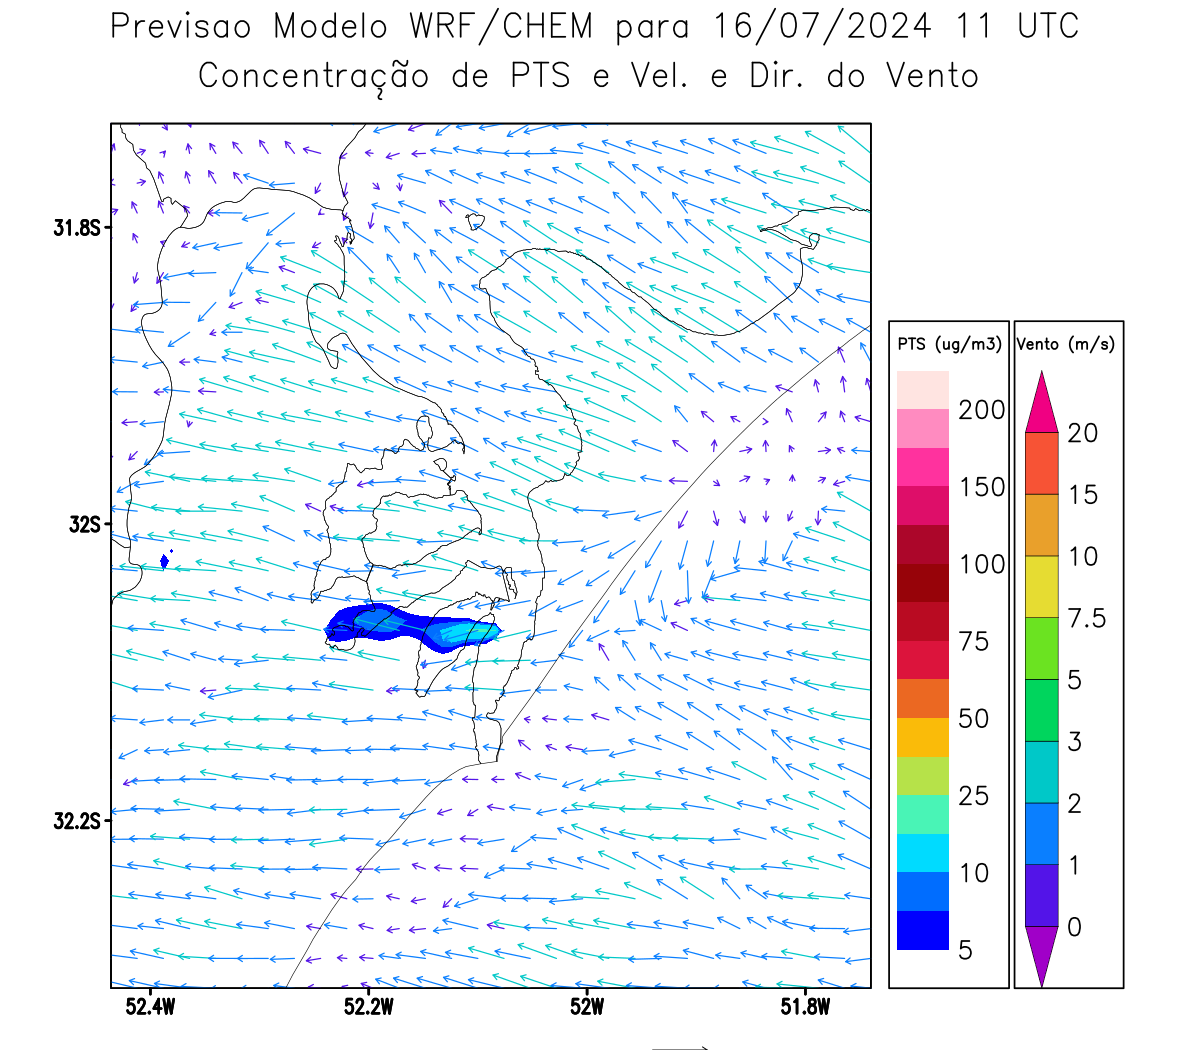 Previsao Modelo WRF/CHEM para 16/07/2024 11 UTC
Concentração de PTS e Vel. e Dir. do Vento
31.8S
32S
32.2S
52.4W
52.2W
52W
51.8W
PTS (ug/m3)
200
150
100
75
50
25
10
5
Vento (m/s)
20
15
10
7.5
5
3
2
1
0